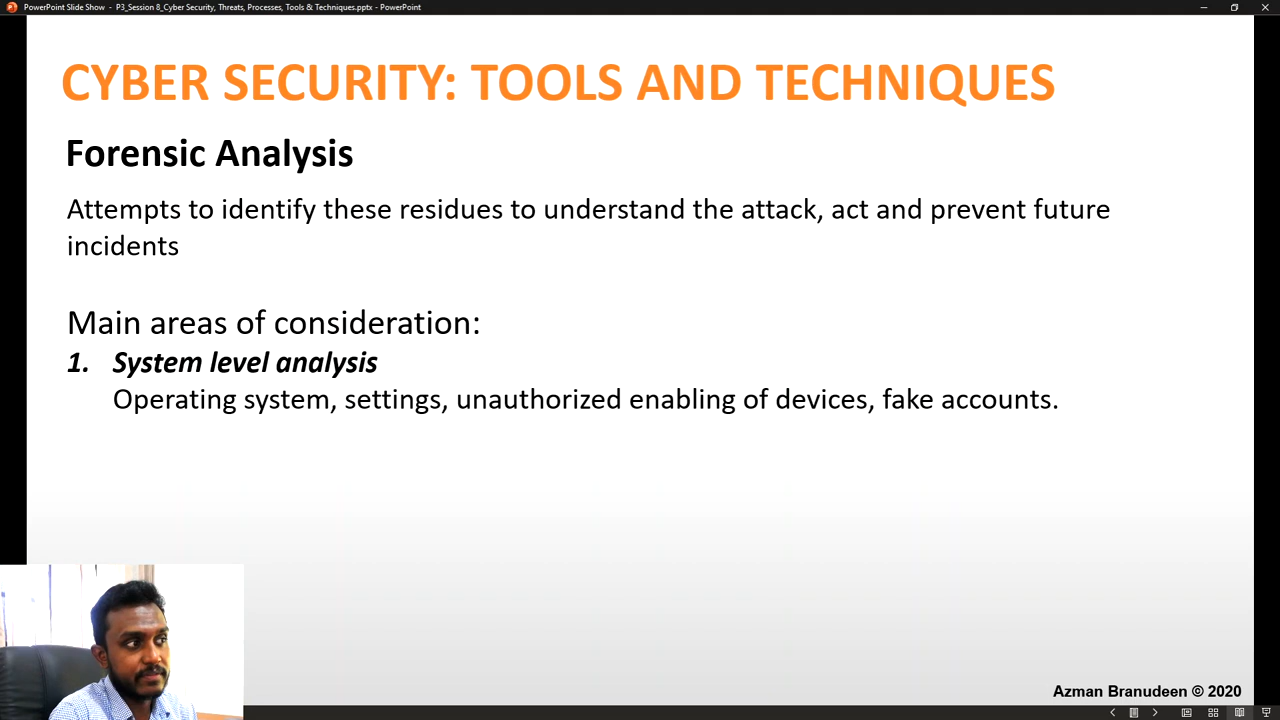 PowerPoint Slide Show - P3_Session 8_Cyber Security, Threats, Processes, Tools & Techniques.pptx - PowerPoint
CYBER SECURITY: TOOLS AND TECHNIQUES
Forensic Analysis
Attempts to identify these residues to understand the attack, act and prevent future
incidents
Main areas of consideration:
1. System level analysis
Operating system, settings, unauthorized enabling of devices, fake accounts.
Azman Branudeen © 2020